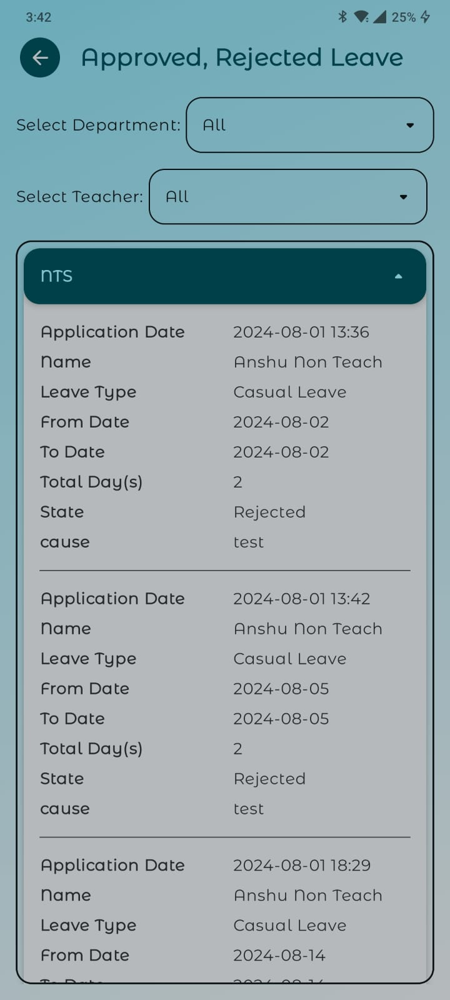 3:42 25%
Approved, Rejected Leave
Select Department: All
Select Teacher: All
NTS
Application Date 2024-08-01 13:36
Name Anshu Non Teach
Leave Type Casual Leave
From Date 2024-08-02
To Date 2024-08-02
Total Day(s) 2
State Rejected
cause test
Application Date 2024-08-01 13:42
Name Anshu Non Teach
Leave Type Casual Leave
From Date 2024-08-05
To Date 2024-08-05
Total Day(s) 2
State Rejected
cause test
Application Date 2024-08-01 18:29
Name Anshu Non Teach
Leave Type Casual Leave
From Date 2024-08-14
To Date 2024-08-14